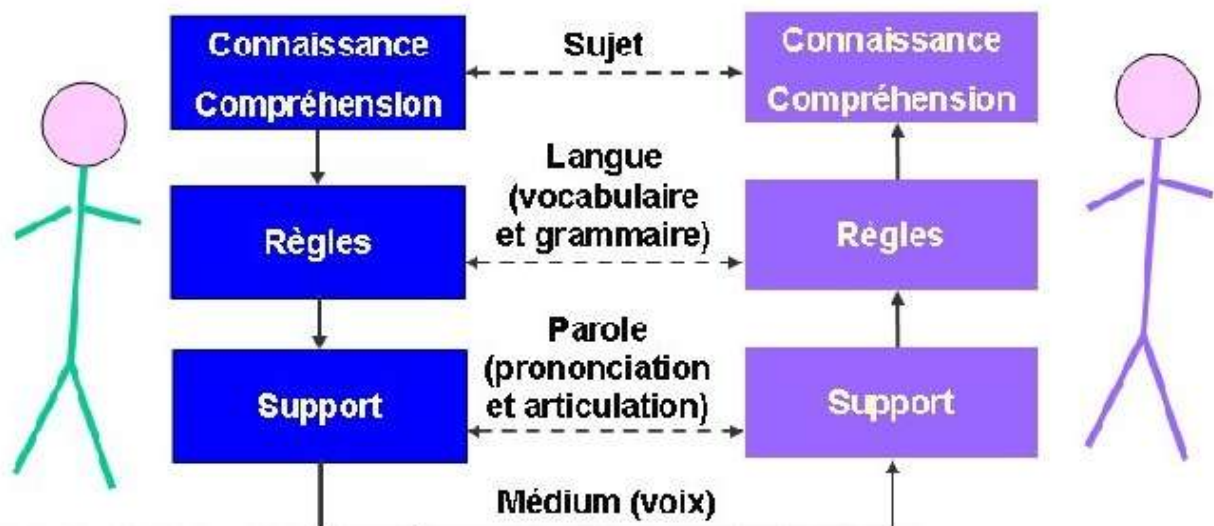 Connaissance
Compréhension
Sujet
Connaissance
Compréhension
Langue
(vocabulaire
et grammaire)
Règles
Règles
Parole
(prononciation
et articulation)
Support
Support
Médium (voix)